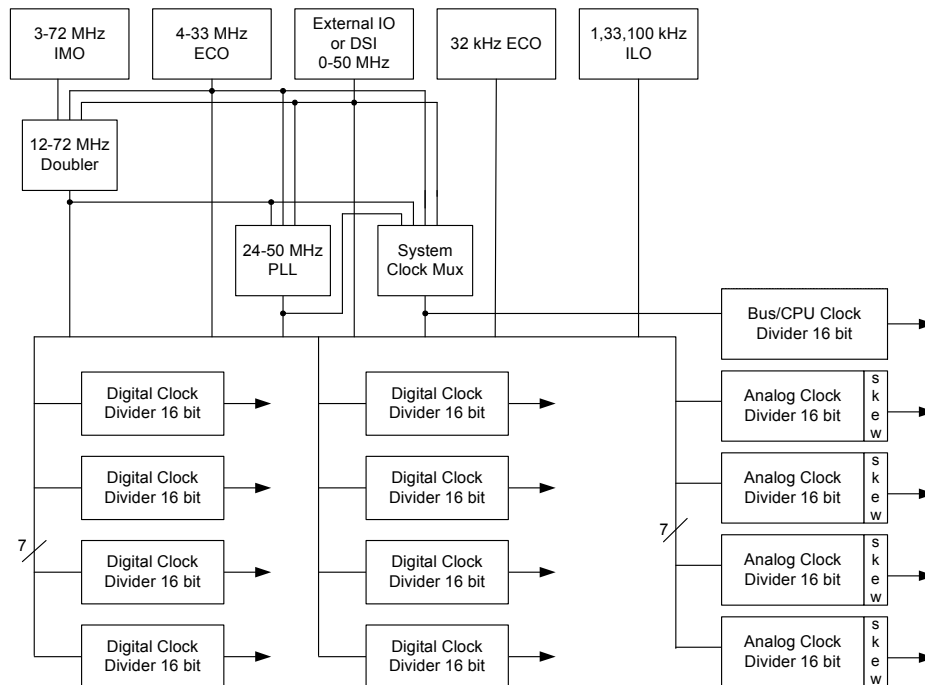 3-72 MHz
IMO
4-33 MHz
ECO
External IO
or DSI
0-50 MHz
32 kHz ECO
1,33,100 kHz
ILO
12-72 MHz
Doubler
24-50 MHz
PLL
System
Clock Mux
Bus/CPU Clock
Divider 16 bit
Digital Clock
Divider 16 bit
Digital Clock
Divider 16 bit
Analog Clock
Divider 16 bit
s
k
e
w
Digital Clock
Divider 16 bit
Digital Clock
Divider 16 bit
Analog Clock
Divider 16 bit
s
k
e
w
7
7
Digital Clock
Divider 16 bit
Digital Clock
Divider 16 bit
Analog Clock
Divider 16 bit
s
k
e
w
Digital Clock
Divider 16 bit
Digital Clock
Divider 16 bit
Analog Clock
Divider 16 bit
s
k
e
w